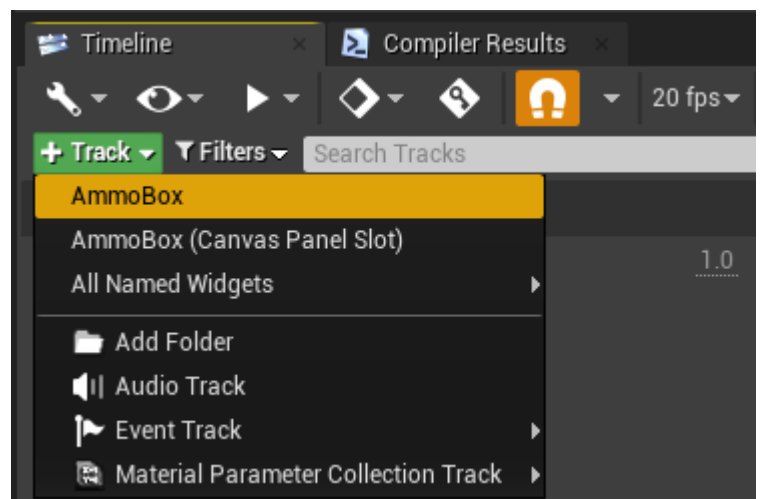 Timeline Compiler Results
20 fps
Track Filters Search Tracks
AmmoBox
AmmoBox (Canvas Panel Slot)
1.0
All Named Widgets
Add Folder
Audio Track
Event Track
Material Parameter Collection Track